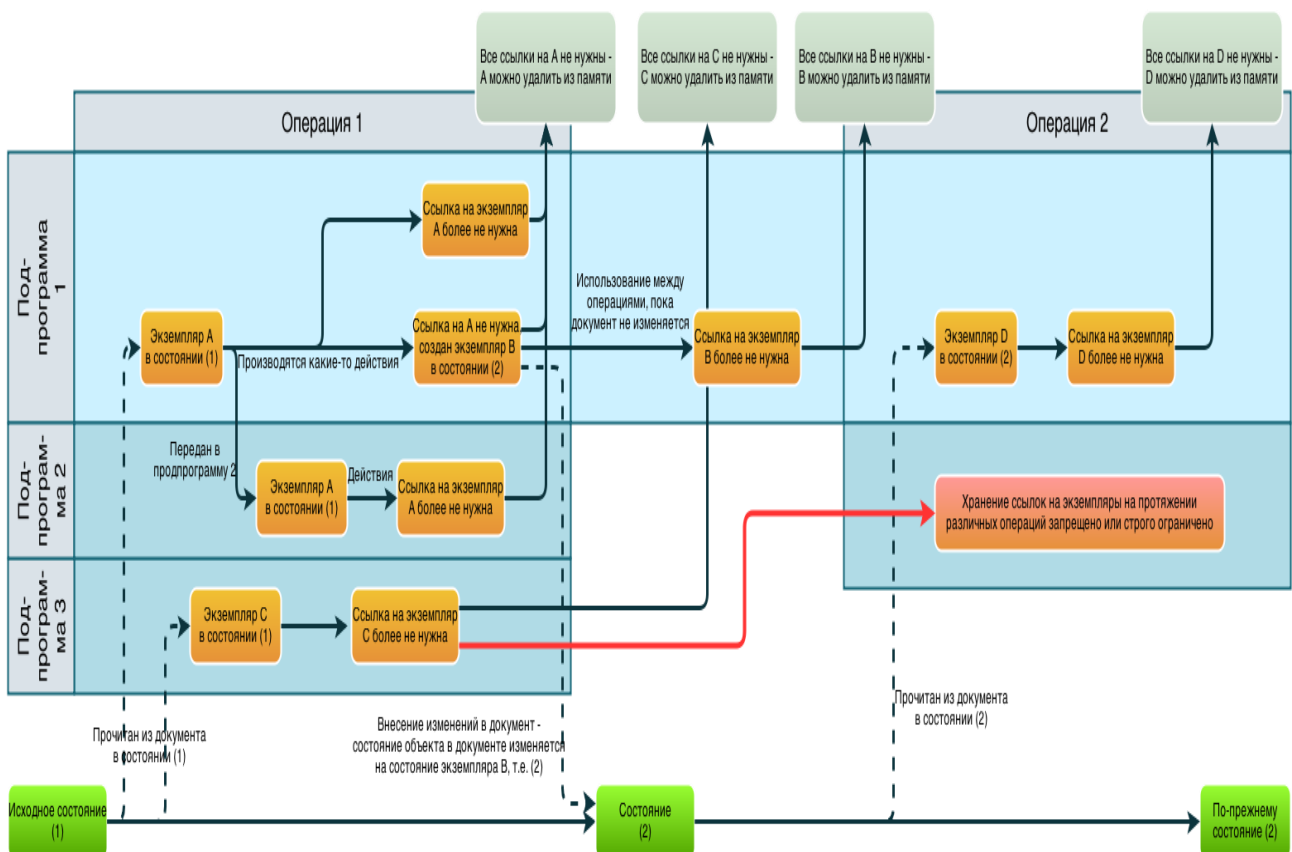 Все ссылки на А не нужны -
А можно удалить из памяти
Все ссылки на С не нужны -
С можно удалить из памяти
Все ссылки на В не нужны -
В можно удалить из памяти
Все ссылки на D не нужны -
D можно удалить из памяти
Операция 1
Операция 2
Под-
программа
1
Ссылка на экземпляр
А более не нужна
Экземпляр А
в состоянии (1)
Производятся какие-то действия
Ссылка на А не нужна,
создан экземпляр В
в состоянии (2)
Использование между
операциями, пока
документ не изменяется
Ссылка на экземпляр
В более не нужна
Экземпляр D
в состоянии (2)
Ссылка на экземпляр
D более не нужна
Под-
програм-
ма 2
Передан в
продпрограмму 2
Экземпляр А
в состоянии (1)
Действия
Ссылка на экземпляр
А более не нужна
Хранение ссылок на экземпляры на протяжении
различных операций запрещено или строго ограничено
Под-
програм-
ма 3
Экземпляр С
в состоянии (1)
Ссылка на экземпляр
С более не нужна
Прочитан из документа
в состоянии (1)
Внесение изменений в документ -
состояние объекта в документе изменяется
на состояние экземпляра В, т.е. (2)
Прочитан из документа
в состоянии (2)
Исходное состояние
(1)
Состояние
(2)
По-прежнему
состояние (2)